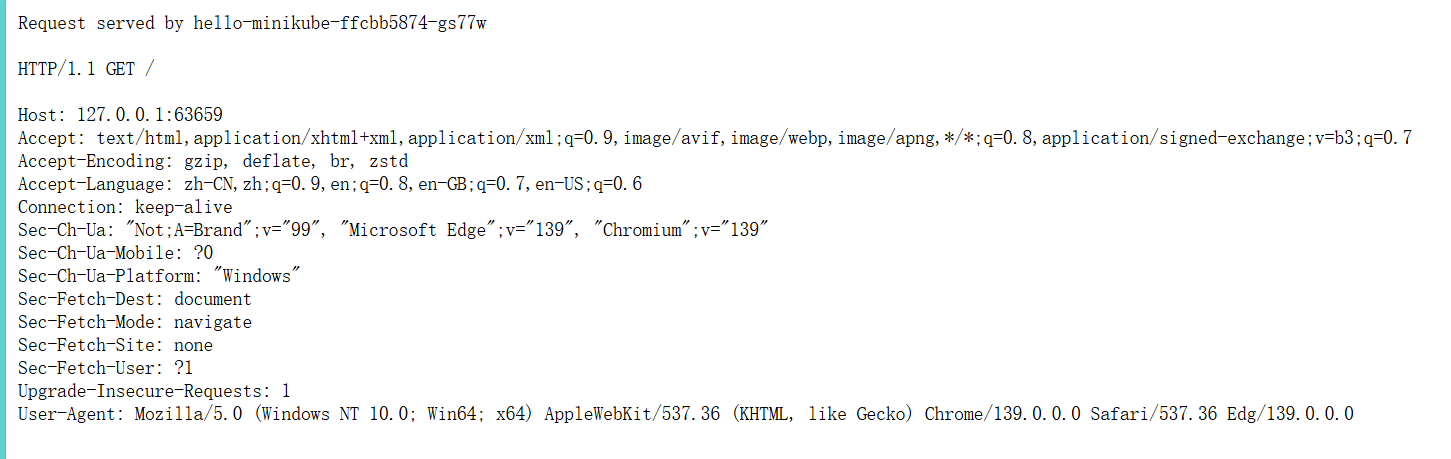 Request served by hello-minikube-ffcbb5874-gs77w
HTTP/1.1 GET /
Host: 127.0.0.1:63659
Accept: text/html,application/xhtml+xml,application/xml;q=0.9,image/avif,image/webp,image/apng,*/*;q=0.8,application/signed-exchange;v=b3;q=0.7
Accept-Encoding: gzip, deflate, br, zstd
Accept-Language: zh-CN,zh;q=0.9,en;q=0.8,en-GB;q=0.7,en-US;q=0.6
Connection: keep-alive
Sec-Ch-Ua: "Not;A=Brand";v="99", "Microsoft Edge";v="139", "Chromium";v="139"
Sec-Ch-Ua-Mobile: ?0
Sec-Ch-Ua-Platform: "Windows"
Sec-Fetch-Dest: document
Sec-Fetch-Mode: navigate
Sec-Fetch-Site: none
Sec-Fetch-User: ?1
Upgrade-Insecure-Requests: 1
User-Agent: Mozilla/5.0 (Windows NT 10.0; Win64; x64) AppleWebKit/537.36 (KHTML, like Gecko) Chrome/139.0.0.0 Safari/537.36 Edg/139.0.0.0